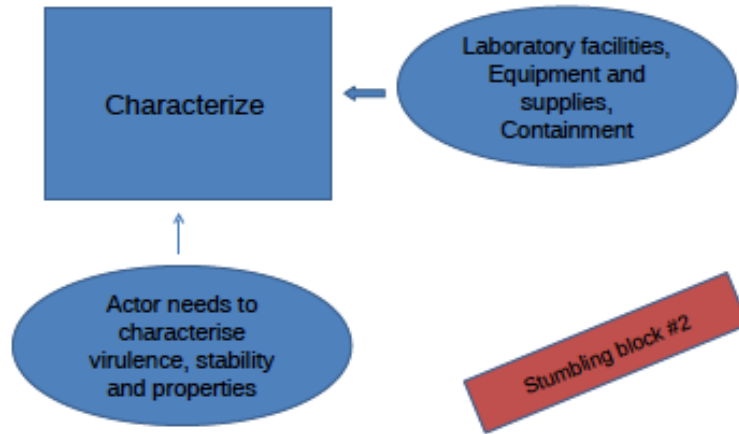 Characterize
Laboratory facilities,
Equipment and
supplies,
Containment
Actor needs to
characterise
virulence, stability
and properties
Stumbling block #2